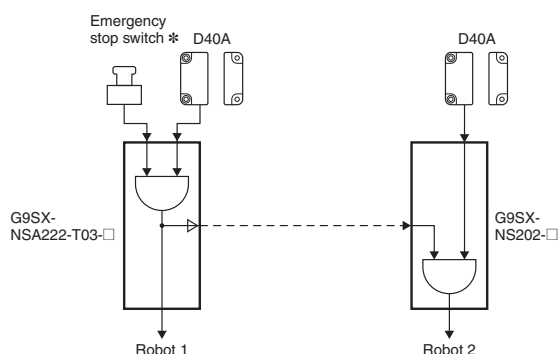 Emergency
stop switch *
D40A
D40A
G9SX-
NSA222-T03-□
G9SX-
NS202-□
Robot 1
Robot 2